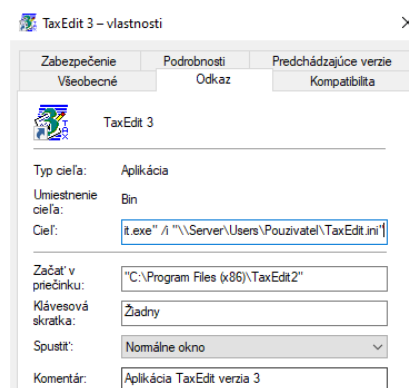 TaxEdit 3 – vlastnosti
Zabezpečenie Podrobnosti Predchádzajúce verzie
Všeobecné Odkaz Kompatibilita
TaxEdit 3
Typ cieľa: Aplikácia
Umiestnenie cieľa: Bin
Cieľ: it.exe" /i "\\Server\Users\Pouzivatel\TaxEdit.ini"
Začať v priečinku: "C:\Program Files (x86)\TaxEdit2"
Klávesová skratka: Žiadny
Spustiť: Normálne okno
Komentár: Aplikácia TaxEdit verzia 3